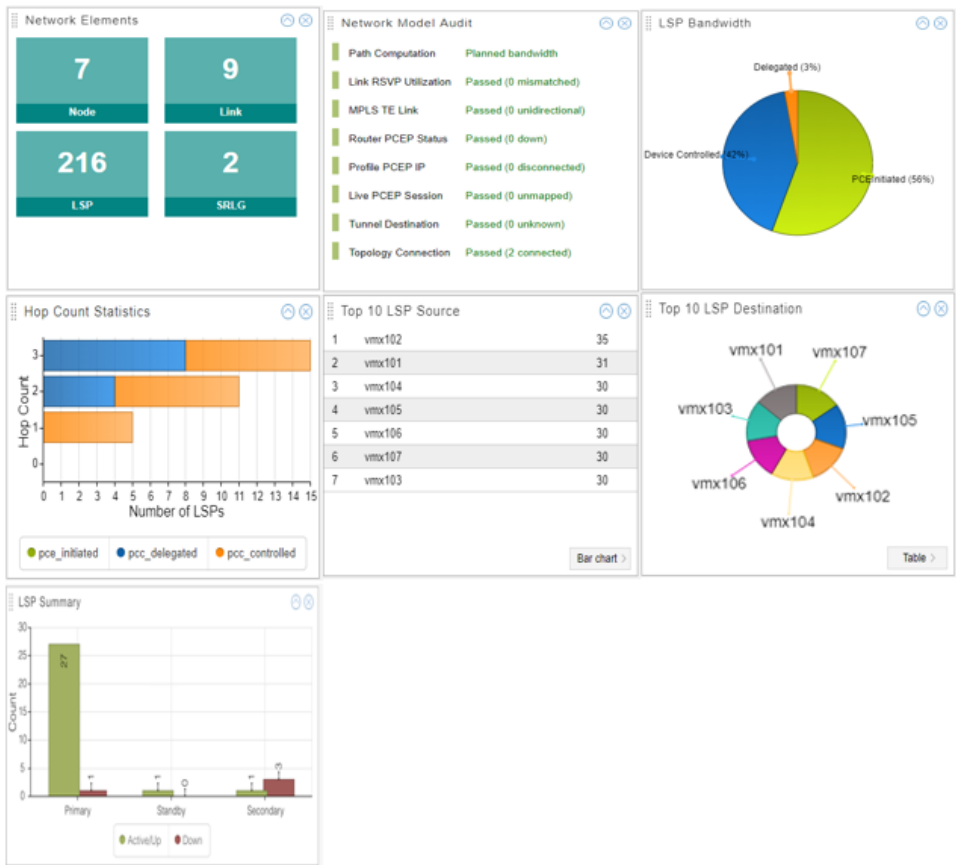 Network Elements
7
Node
9
Link
216
LSP
2
SRLG
Network Model Audit
Path Computation Planned bandwidth
Link RSVP Utilization Passed (0 mismatched)
MPLS TE Link Passed (0 unidirectional)
Router PCEP Status Passed (0 down)
Profile PCEP IP Passed (0 disconnected)
Live PCEP Session Passed (0 unmapped)
Tunnel Destination Passed (0 unknown)
Topology Connection Passed (2 connected)
LSP Bandwidth
Delegated (3%)
Device Controlled (42%)
PCEInitiated (56%)
Hop Count Statistics
Hop Count
3
2
1
0
0 1 2 3 4 5 6 7 8 9 10 11 12 13 14 15
Number of LSPs
pce_initiated pcc_delegated pcc_controlled
Top 10 LSP Source
1 vmx102 35
2 vmx101 31
3 vmx104 30
4 vmx105 30
5 vmx106 30
6 vmx107 30
7 vmx103 30
Bar chart >
Top 10 LSP Destination
vmx101
vmx107
vmx103
vmx105
vmx106
vmx102
vmx104
Table >
LSP Summary
Count
30
25
20
15
10
5
0
27
1
1
0
1
3
Primary Standby Secondary
Active/Up Down